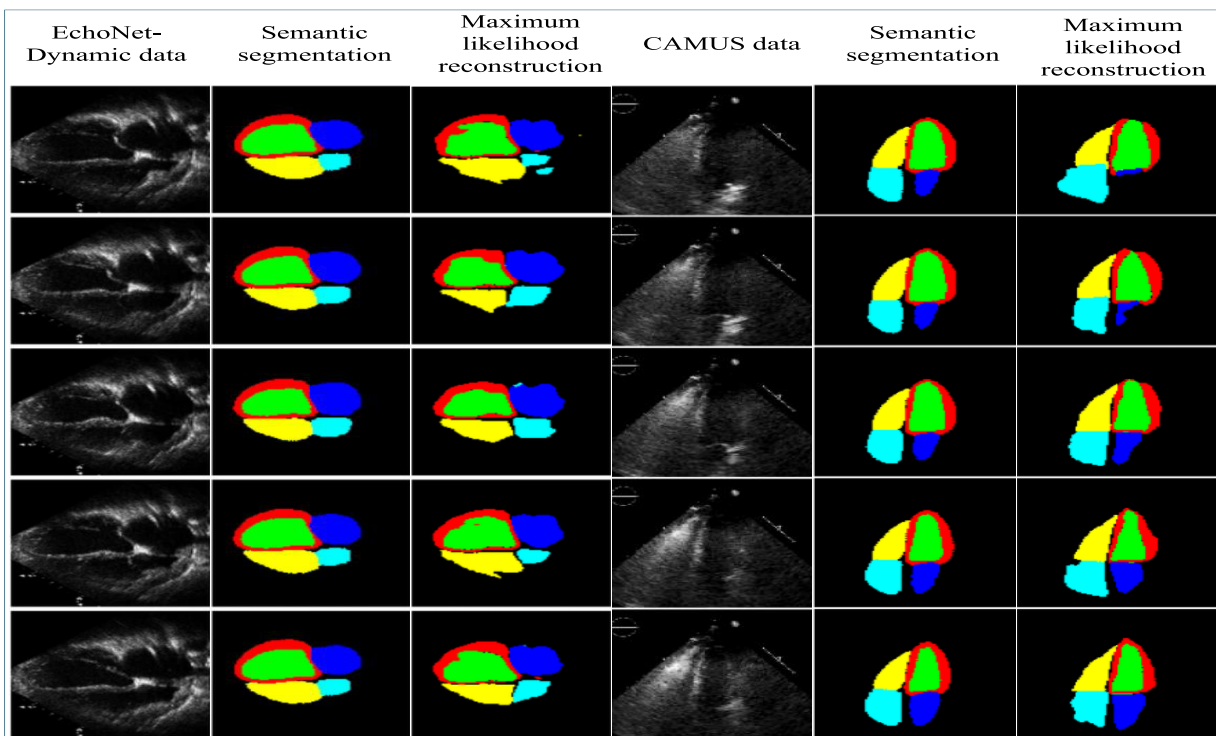 EchoNet-
Dynamic data
Semantic
segmentation
Maximum
likelihood
reconstruction
CAMUS data
Semantic
segmentation
Maximum
likelihood
reconstruction